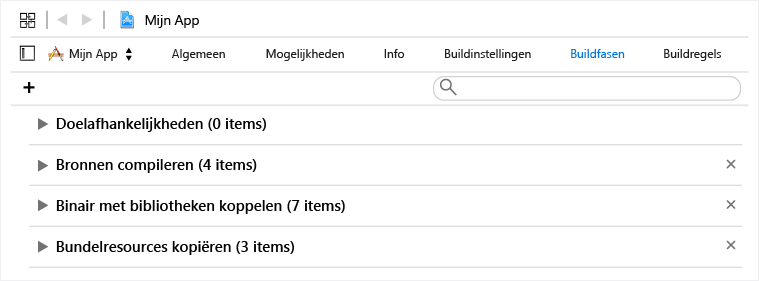 Mijn App
Mijn App Algemeen Mogelijkheden Info Buildinstellingen Buildfasen Buildregels
Doelafhankelijkheden (0 items)
Bronnen compileren (4 items)
Binair met bibliotheken koppelen (7 items)
Bundelresources kopiëren (3 items)